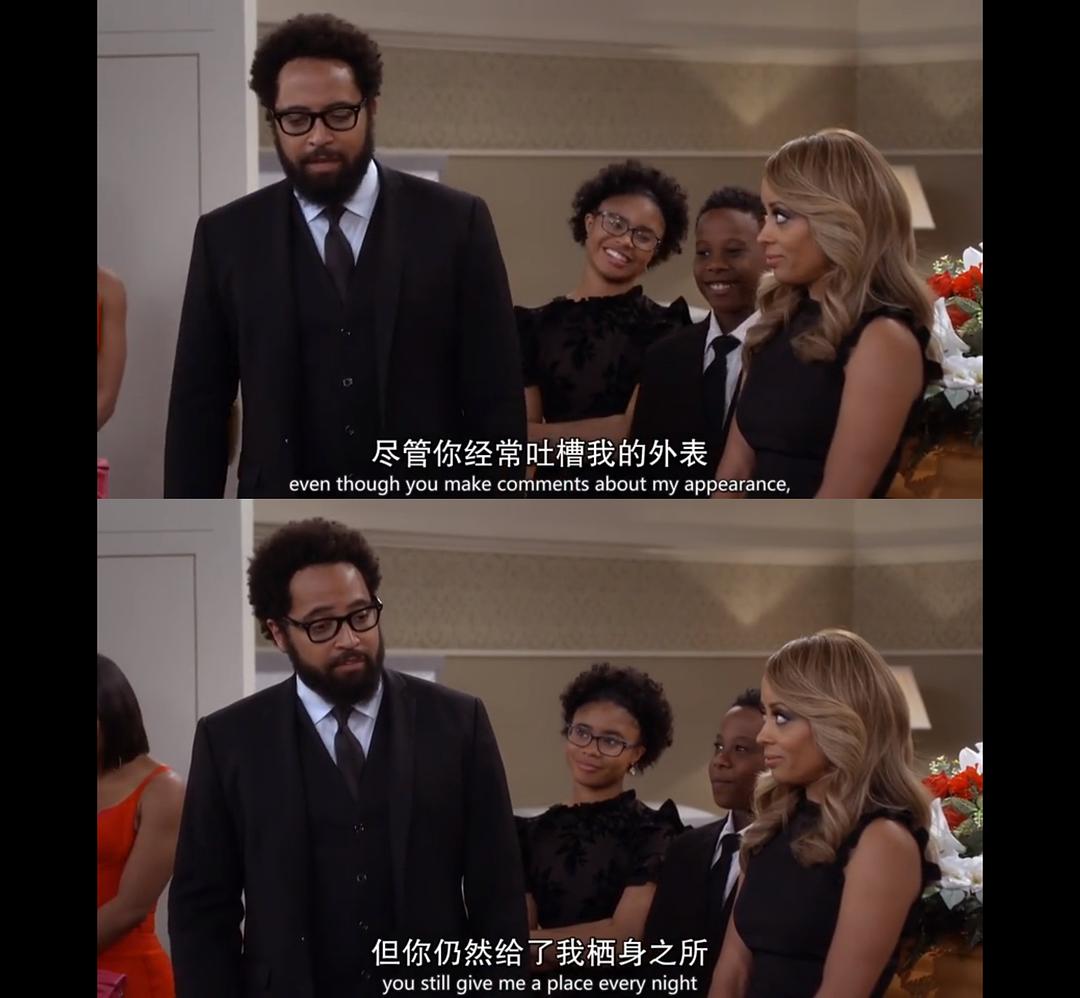 尽管你经常吐槽我的外表
even though you make comments about my appearance,
但你仍然给了我栖身之所
you still give me a place every night